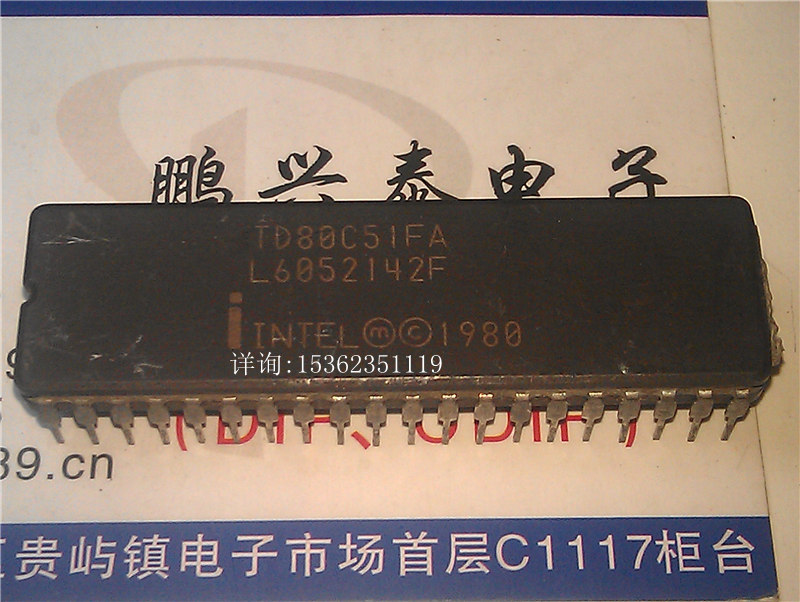 鹏兴泰电子
TD80C51FA
L6052142F
i INTEL ⓜ © 1980
详询:15362351119
39.cn
贵屿镇电子市场首层C1117柜台